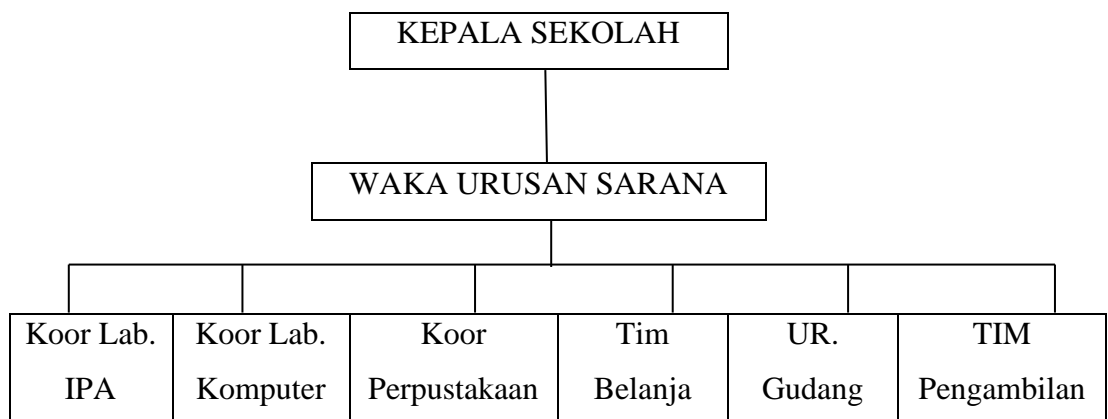 KEPALA SEKOLAH
WAKA URUSAN SARANA
Koor Lab.
IPA
Koor Lab.
Komputer
Koor
Perpustakaan
Tim
Belanja
UR.
Gudang
TIM
Pengambilan